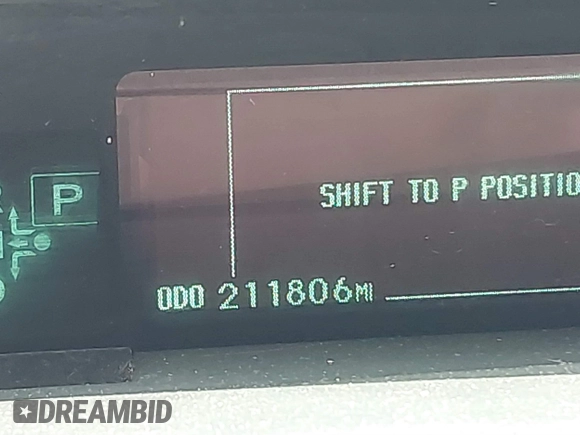 P
SHIFT TO P POSITIO
ODO 211806MI
DREAMBID